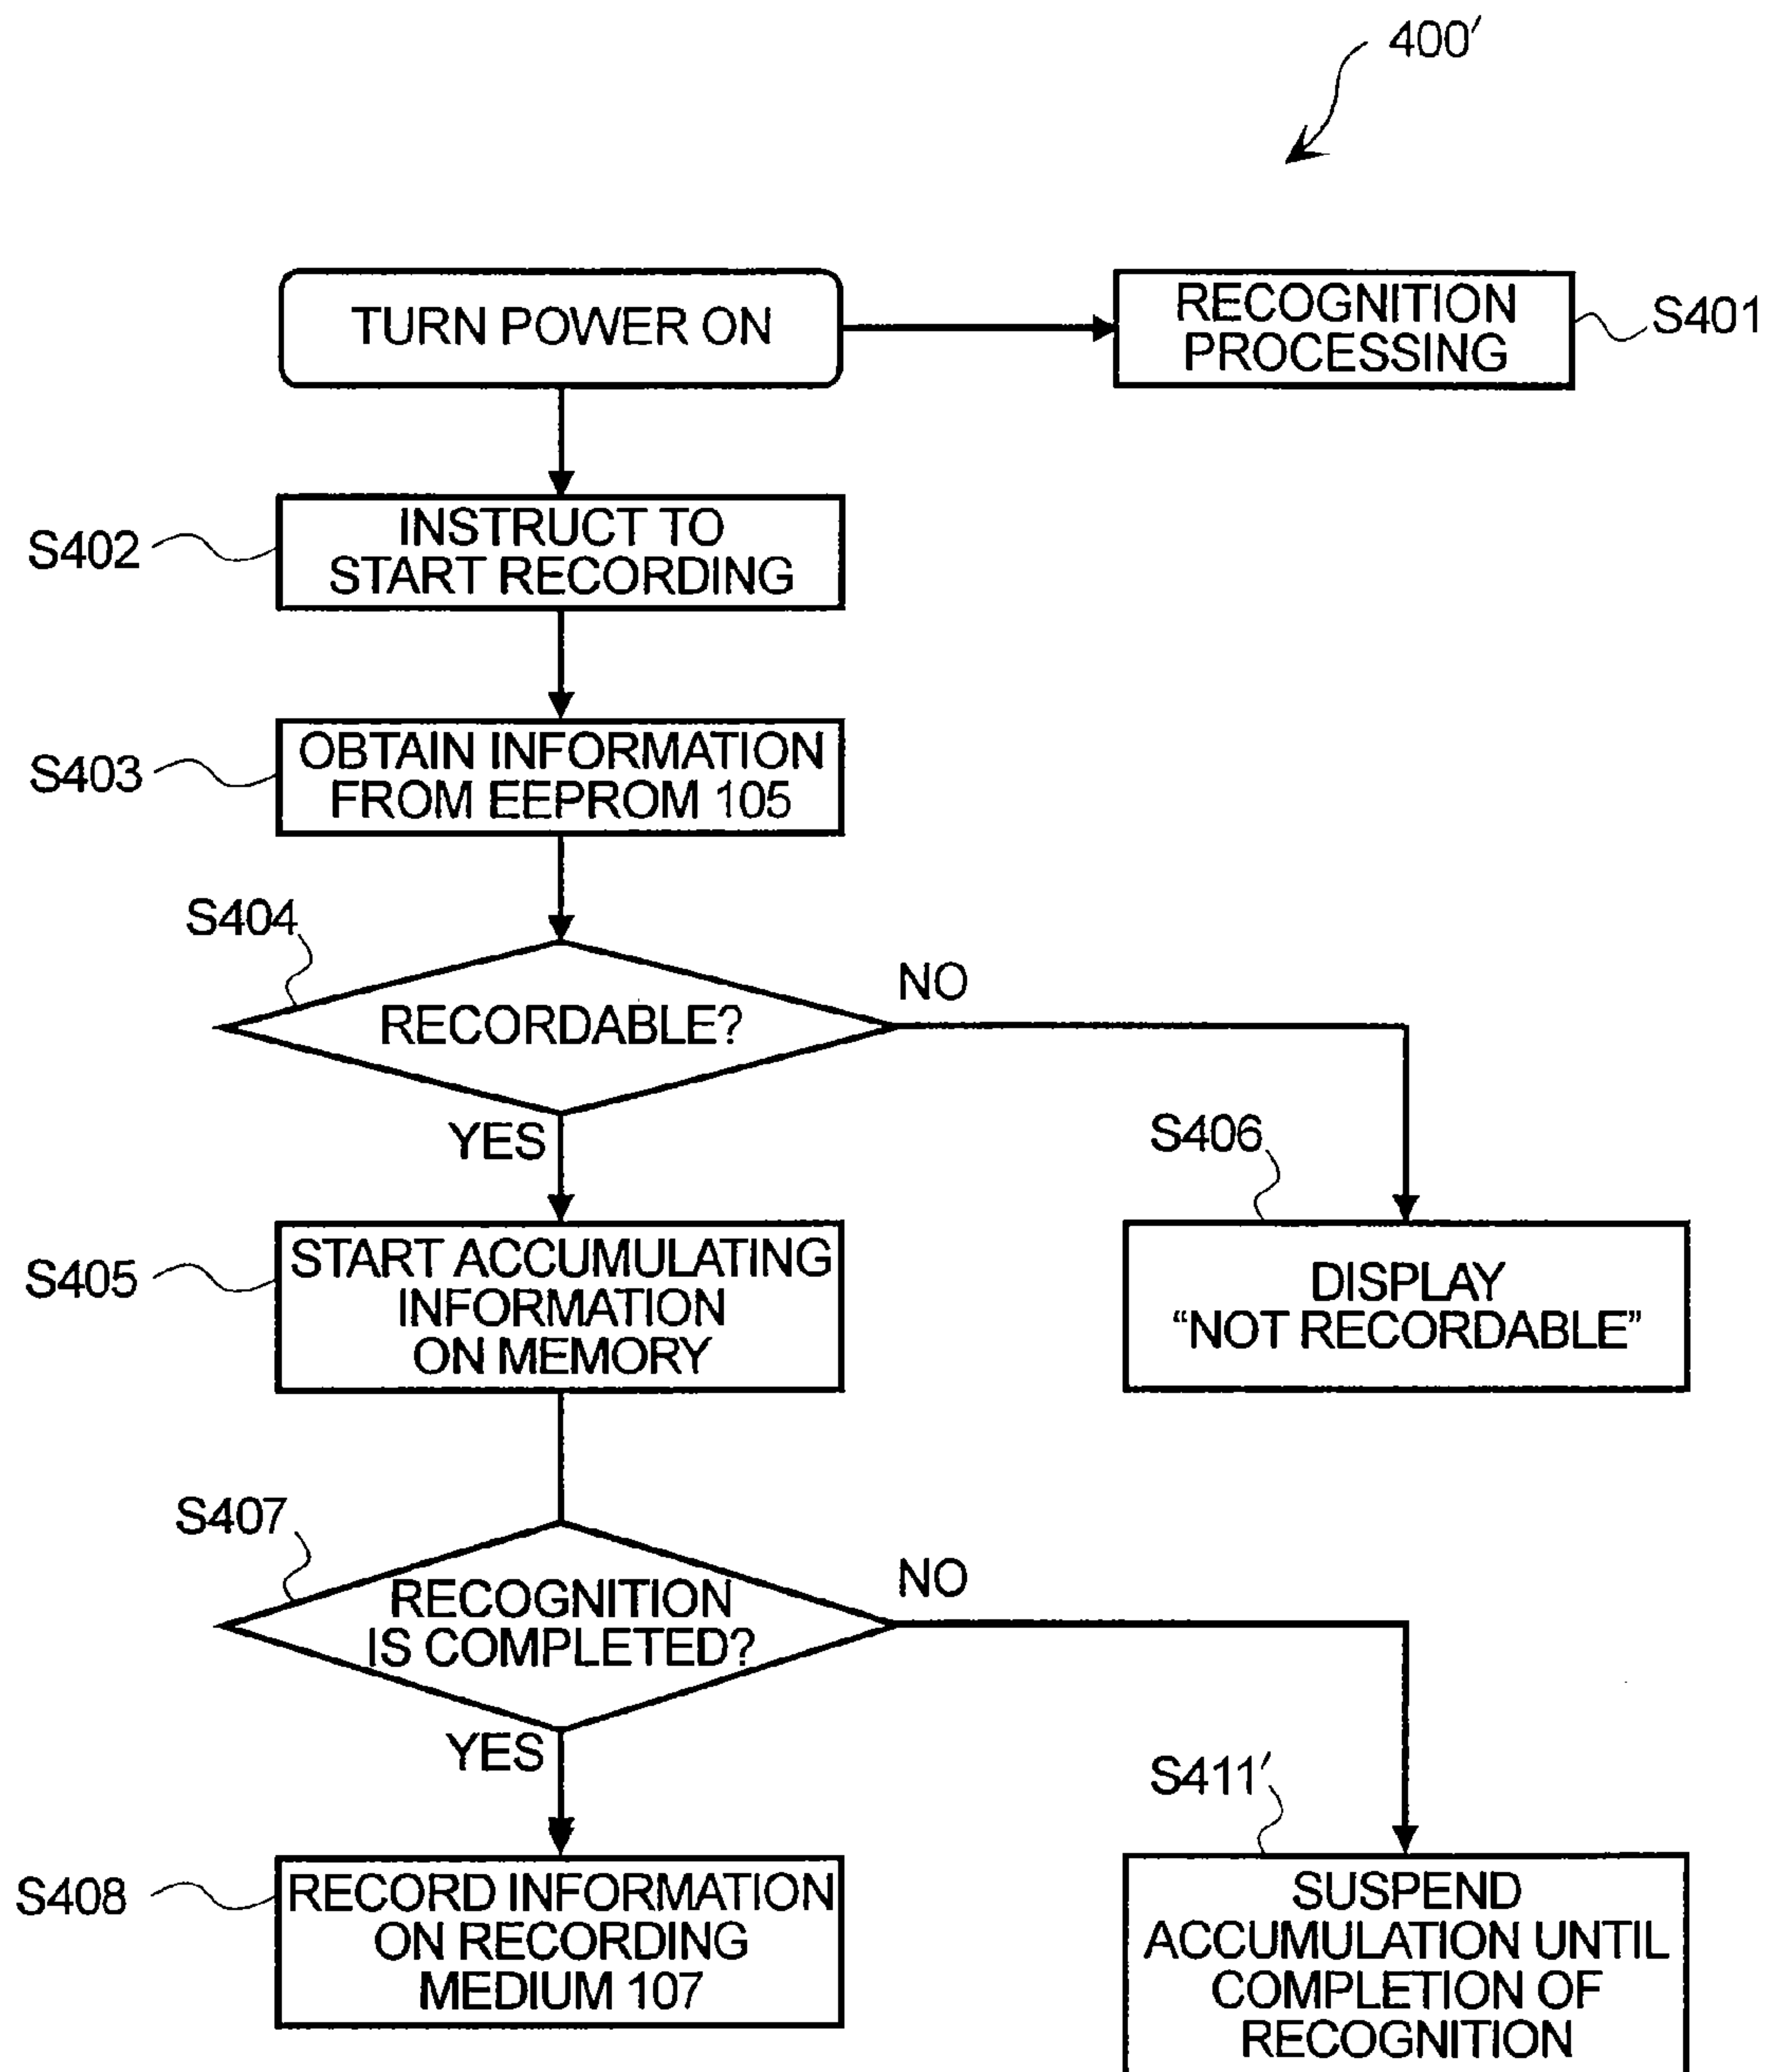 400′
TURN POWER ON
RECOGNITION
PROCESSING
S401
S402
INSTRUCT TO
START RECORDING
S403
OBTAIN INFORMATION
FROM EEPROM 105
S404
RECORDABLE?
NO
YES
S405
START ACCUMULATING
INFORMATION
ON MEMORY
S406
DISPLAY
“NOT RECORDABLE”
S407
RECOGNITION
IS COMPLETED?
NO
YES
S408
RECORD INFORMATION
ON RECORDING
MEDIUM 107
S411′
SUSPEND
ACCUMULATION UNTIL
COMPLETION OF
RECOGNITION